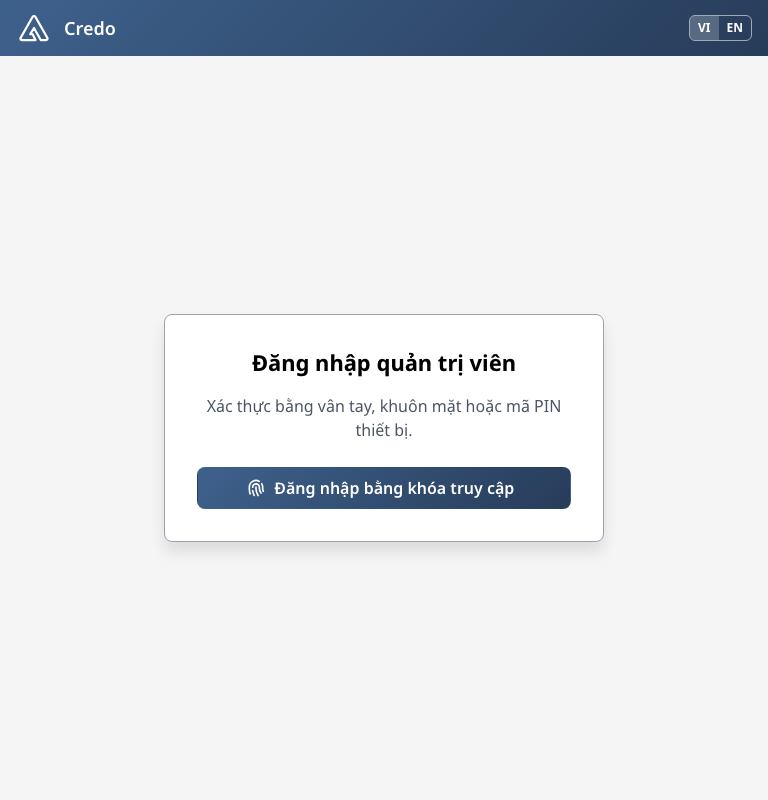 Credo
VI EN
Đăng nhập quản trị viên
Xác thực bằng vân tay, khuôn mặt hoặc mã PIN
thiết bị.
Đăng nhập bằng khóa truy cập